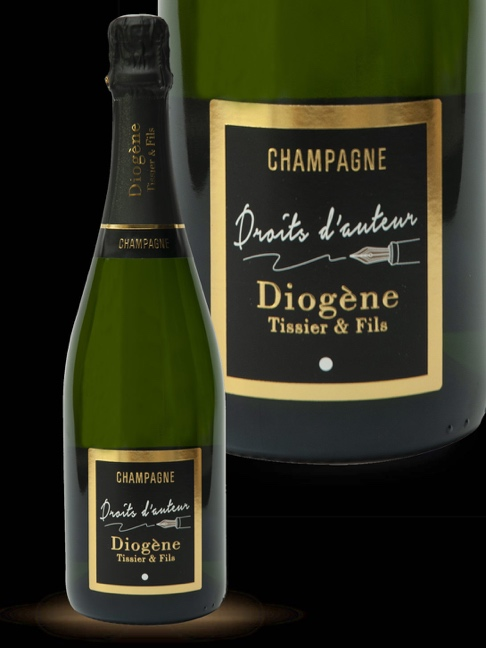 Diogène
Tissier & Fils
CHAMPAGNE
CHAMPAGNE
Droits d'auteur
Diogène
Tissier & Fils
CHAMPAGNE
Droits d'auteur
Diogène
Tissier & Fils